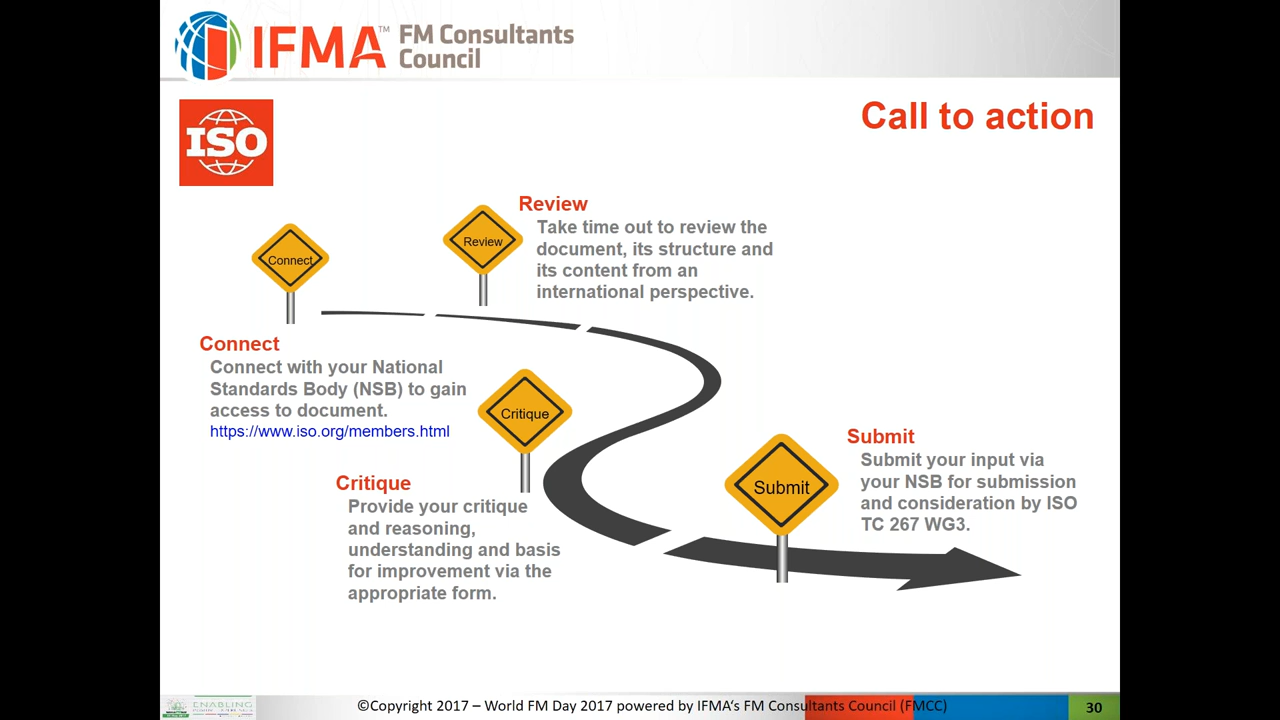 IFMA™ FM Consultants
Council
ISO
Call to action
Connect
Review
Review
Take time out to review the
document, its structure and
its content from an
international perspective.
Connect
Connect with your National
Standards Body (NSB) to gain
access to document.
https://www.iso.org/members.html
Critique
Critique
Provide your critique
and reasoning,
understanding and basis
for improvement via the
appropriate form.
Submit
Submit
Submit your input via
your NSB for submission
and consideration by ISO
TC 267 WG3.
ENABLING
©Copyright 2017 – World FM Day 2017 powered by IFMA‘s FM Consultants Council (FMCC)
30